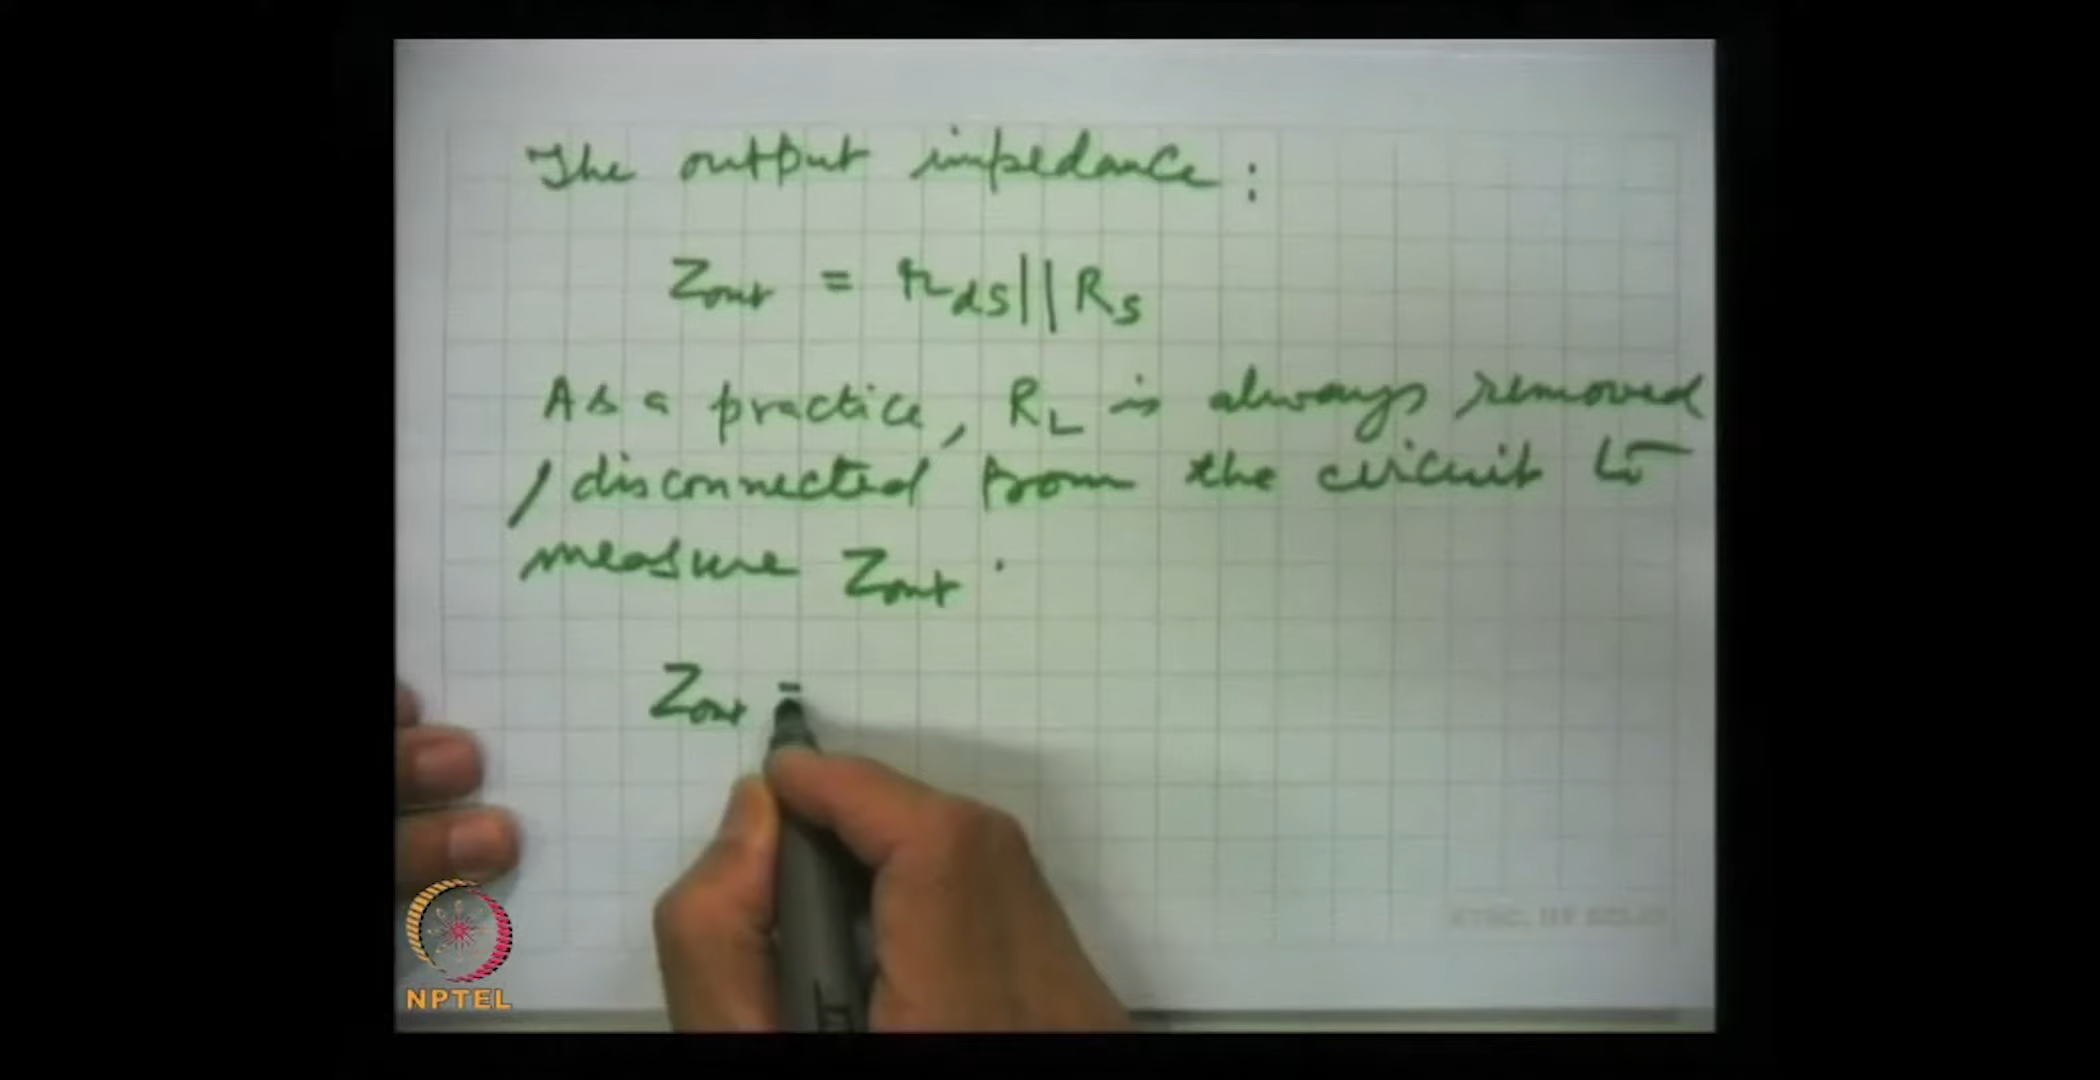 The output impedance :
Zout = rds||Rs
As a practice, RL is always removed
/ disconnected from the circuit to
measure Zout .
Zout =
NPTEL